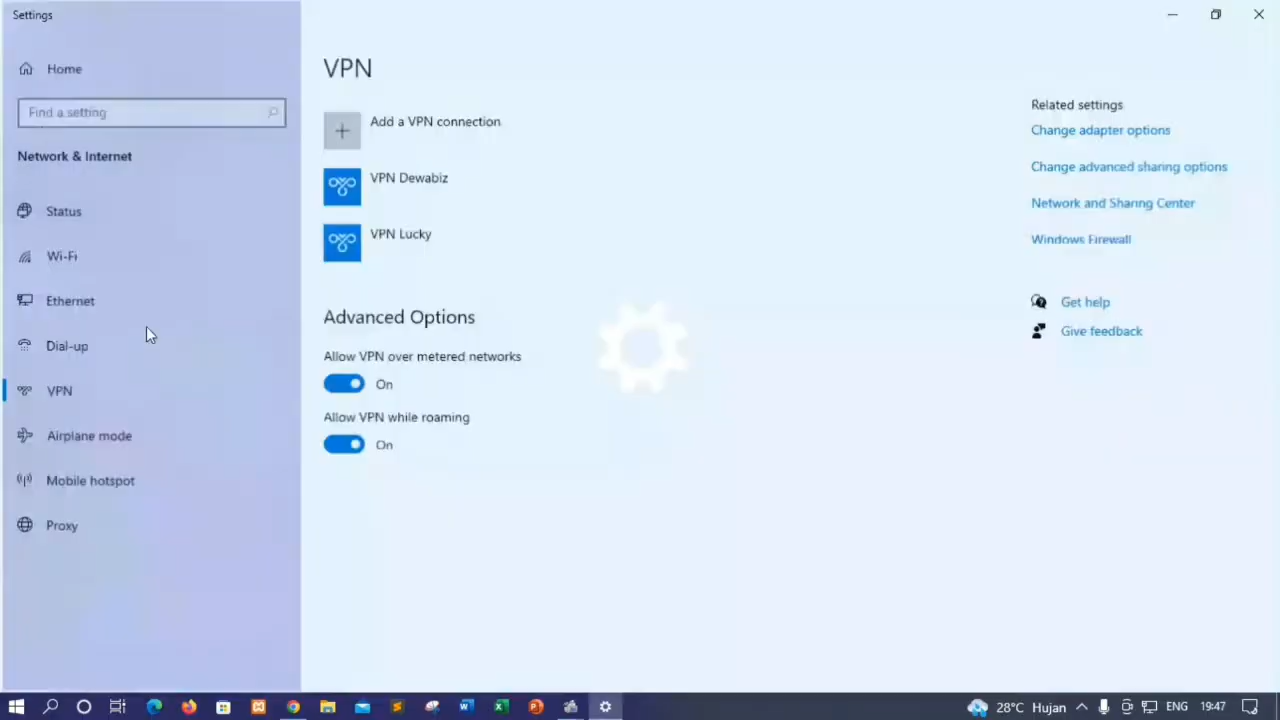 Settings
Home
Find a setting
Network & Internet
Status
Wi-Fi
Ethernet
Dial-up
VPN
Airplane mode
Mobile hotspot
Proxy
VPN
Add a VPN connection
VPN Dewabiz
VPN Lucky
Advanced Options
Allow VPN over metered networks
On
Allow VPN while roaming
On
Related settings
Change adapter options
Change advanced sharing options
Network and Sharing Center
Windows Firewall
Get help
Give feedback
28°C Hujan ENG 19:47